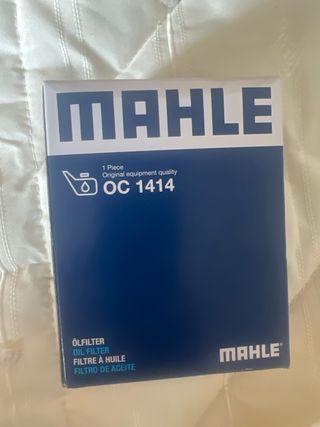 MAHLE
1 Piece
Original equipment quality
OC 1414
ÖLFILTER
OIL FILTER
FILTRE À HUILE
FILTRO DE ACEITE
MAHLE®